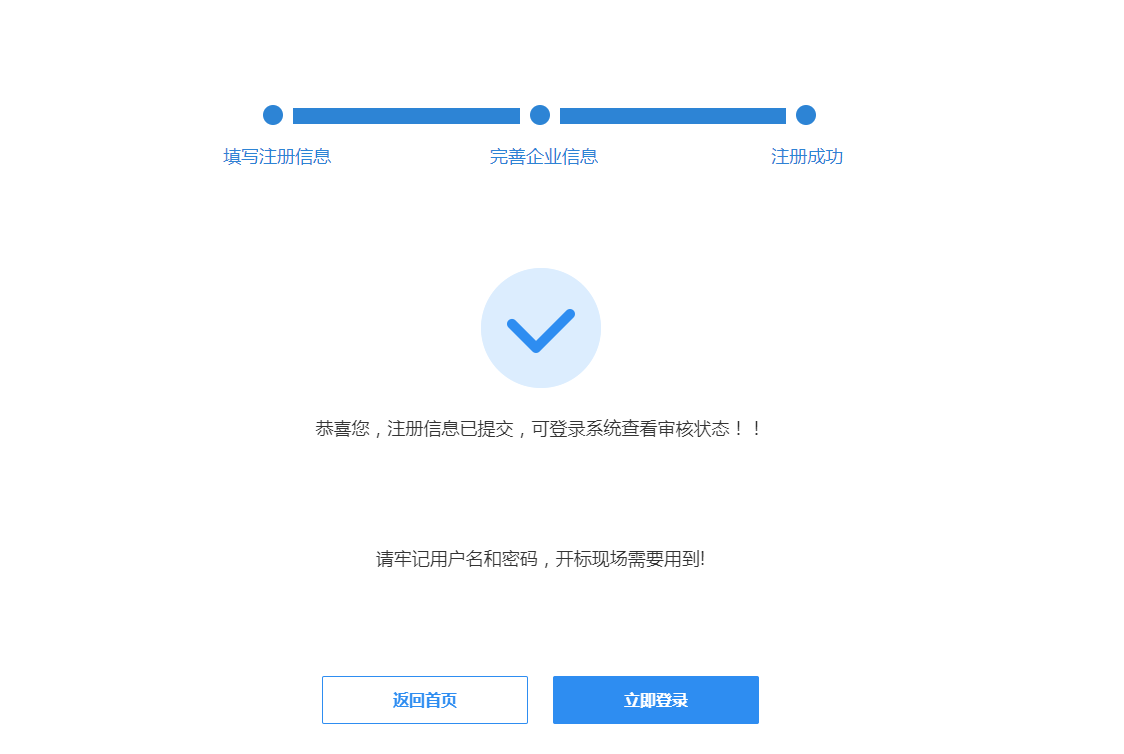 填写注册信息 完善企业信息 注册成功
恭喜您，注册信息已提交，可登录系统查看审核状态！！
请牢记用户名和密码，开标现场需要用到!
返回首页 立即登录